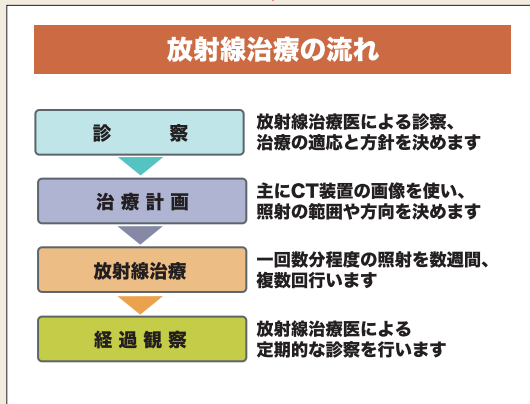 放射線治療の流れ
診察
放射線治療医による診察、
治療の適応と方針を決めます
治療計画
主にCT装置の画像を使い、
照射の範囲や方向を決めます
放射線治療
一回数分程度の照射を数週間、
複数回行います
経過観察
放射線治療医による
定期的な診察を行います